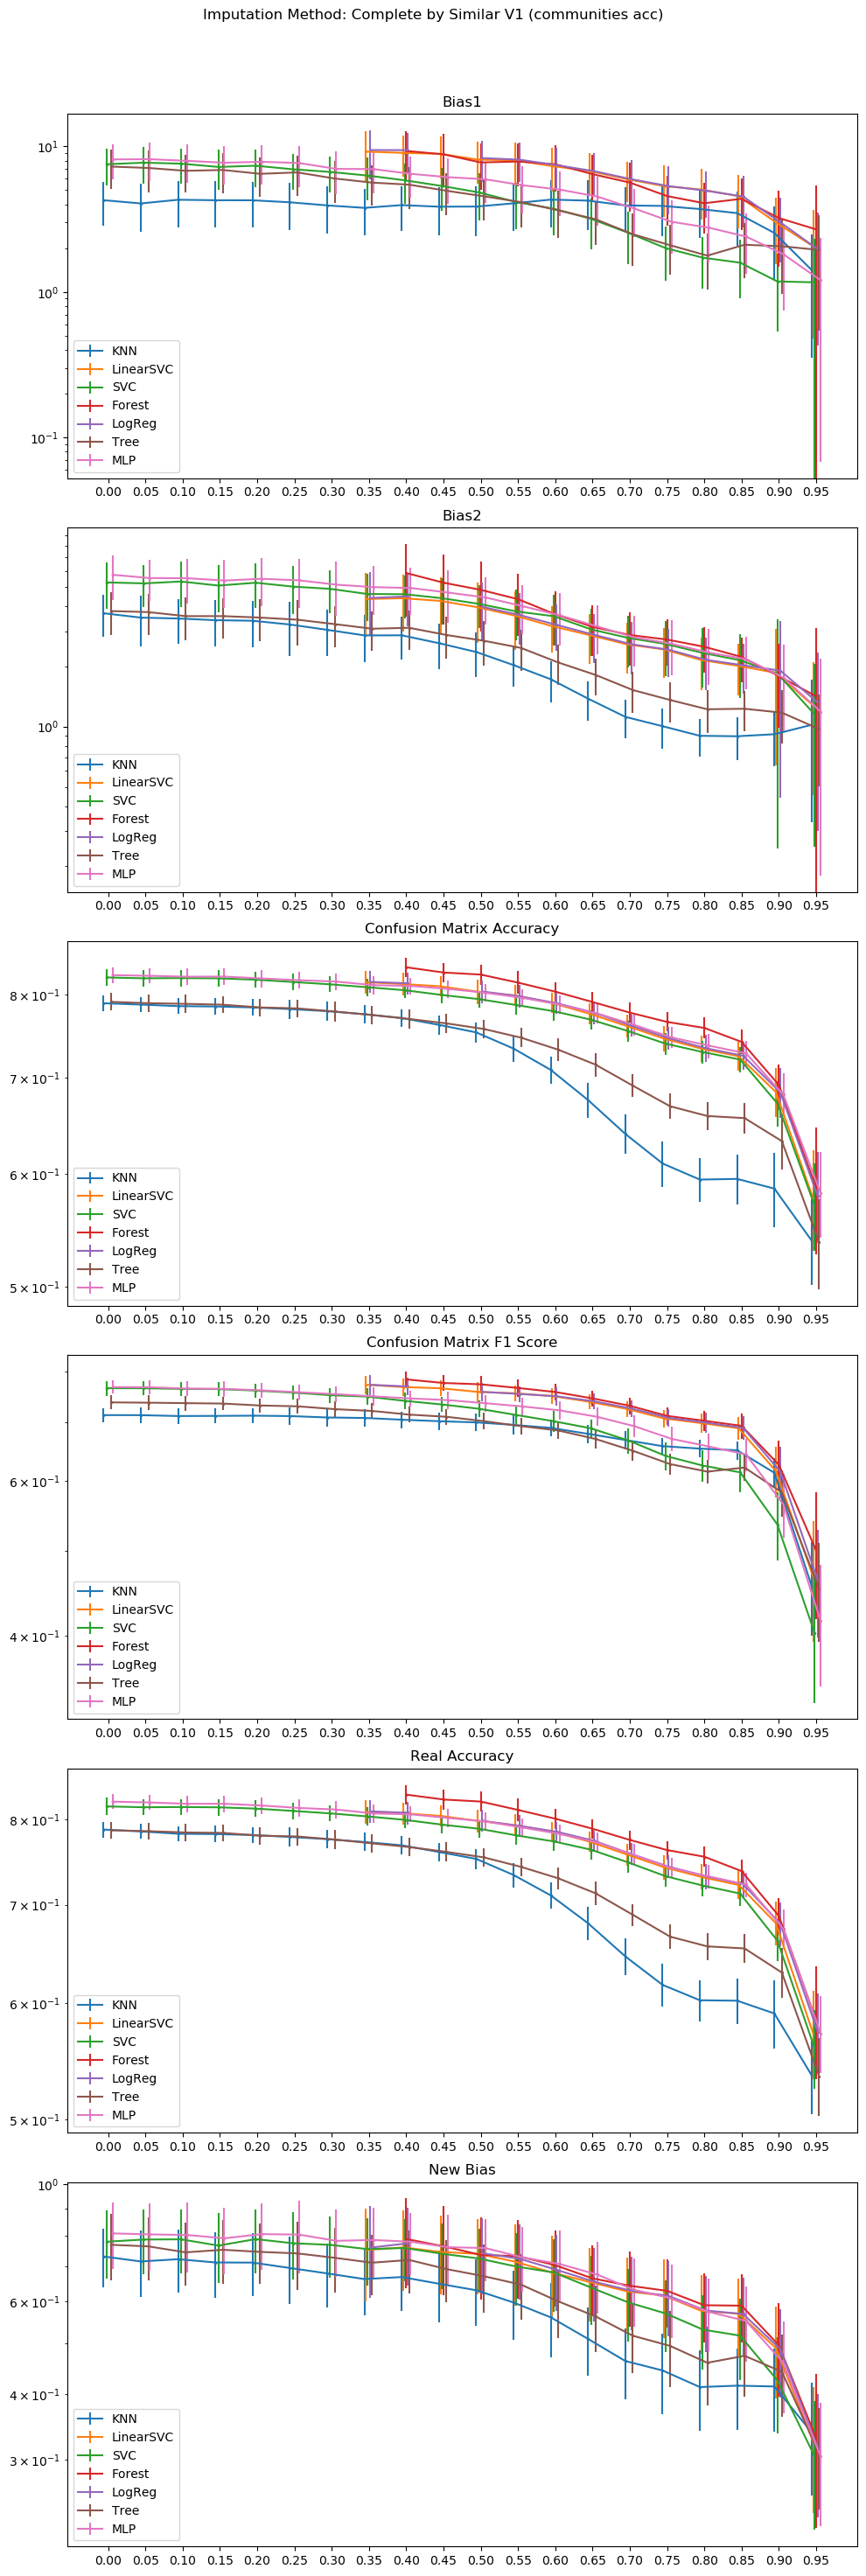 Imputation Method: Complete by Similar V1 (communities acc)
Bias1
10¹
10⁰
10⁻¹
KNN
LinearSVC
SVC
Forest
LogReg
Tree
MLP
0.00 0.05 0.10 0.15 0.20 0.25 0.30 0.35 0.40 0.45 0.50 0.55 0.60 0.65 0.70 0.75 0.80 0.85 0.90 0.95
Bias2
10⁰
KNN
LinearSVC
SVC
Forest
LogReg
Tree
MLP
0.00 0.05 0.10 0.15 0.20 0.25 0.30 0.35 0.40 0.45 0.50 0.55 0.60 0.65 0.70 0.75 0.80 0.85 0.90 0.95
Confusion Matrix Accuracy
8 × 10⁻¹
7 × 10⁻¹
6 × 10⁻¹
5 × 10⁻¹
KNN
LinearSVC
SVC
Forest
LogReg
Tree
MLP
0.00 0.05 0.10 0.15 0.20 0.25 0.30 0.35 0.40 0.45 0.50 0.55 0.60 0.65 0.70 0.75 0.80 0.85 0.90 0.95
Confusion Matrix F1 Score
6 × 10⁻¹
4 × 10⁻¹
KNN
LinearSVC
SVC
Forest
LogReg
Tree
MLP
0.00 0.05 0.10 0.15 0.20 0.25 0.30 0.35 0.40 0.45 0.50 0.55 0.60 0.65 0.70 0.75 0.80 0.85 0.90 0.95
Real Accuracy
8 × 10⁻¹
7 × 10⁻¹
6 × 10⁻¹
5 × 10⁻¹
KNN
LinearSVC
SVC
Forest
LogReg
Tree
MLP
0.00 0.05 0.10 0.15 0.20 0.25 0.30 0.35 0.40 0.45 0.50 0.55 0.60 0.65 0.70 0.75 0.80 0.85 0.90 0.95
New Bias
10⁰
6 × 10⁻¹
4 × 10⁻¹
3 × 10⁻¹
KNN
LinearSVC
SVC
Forest
LogReg
Tree
MLP
0.00 0.05 0.10 0.15 0.20 0.25 0.30 0.35 0.40 0.45 0.50 0.55 0.60 0.65 0.70 0.75 0.80 0.85 0.90 0.95